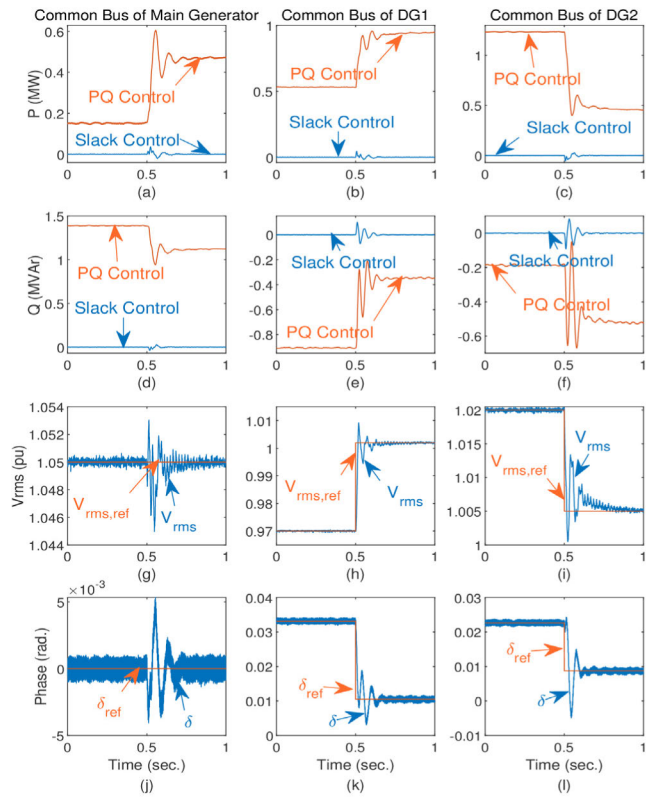 Common Bus of Main Generator Common Bus of DG1 Common Bus of DG2
P (MW)
0.6
0.4
0.2
0
PQ Control
Slack Control
0 0.5 1
(a)
1
0.5
0
PQ Control
Slack Control
0 0.5 1
(b)
1
0.5
0
PQ Control
Slack Control
0 0.5 1
(c)
Q (MVAr)
1.5
1
0.5
0
PQ Control
Slack Control
0 0.5 1
(d)
0
-0.2
-0.4
-0.6
-0.8
Slack Control
PQ Control
0 0.5 1
(e)
0
-0.2
-0.4
-0.6
Slack Control
PQ Control
0 0.5 1
(f)
Vrms (pu)
1.054
1.052
1.05
1.048
1.046
1.044
Vrms,ref
Vrms
0 0.5 1
(g)
1.01
1
0.99
0.98
0.97
Vrms,ref
Vrms
0 0.5 1
(h)
1.02
1.015
1.01
1.005
1
Vrms
Vrms,ref
0 0.5 1
(i)
Phase (rad.)
×10-3
5
0
-5
δref
δ
0 0.5 1
Time (sec.)
(j)
0.04
0.03
0.02
0.01
0
δref
δ
0 0.5 1
Time (sec.)
(k)
0.03
0.02
0.01
0
-0.01
δref
δ
0 0.5 1
Time (sec.)
(l)